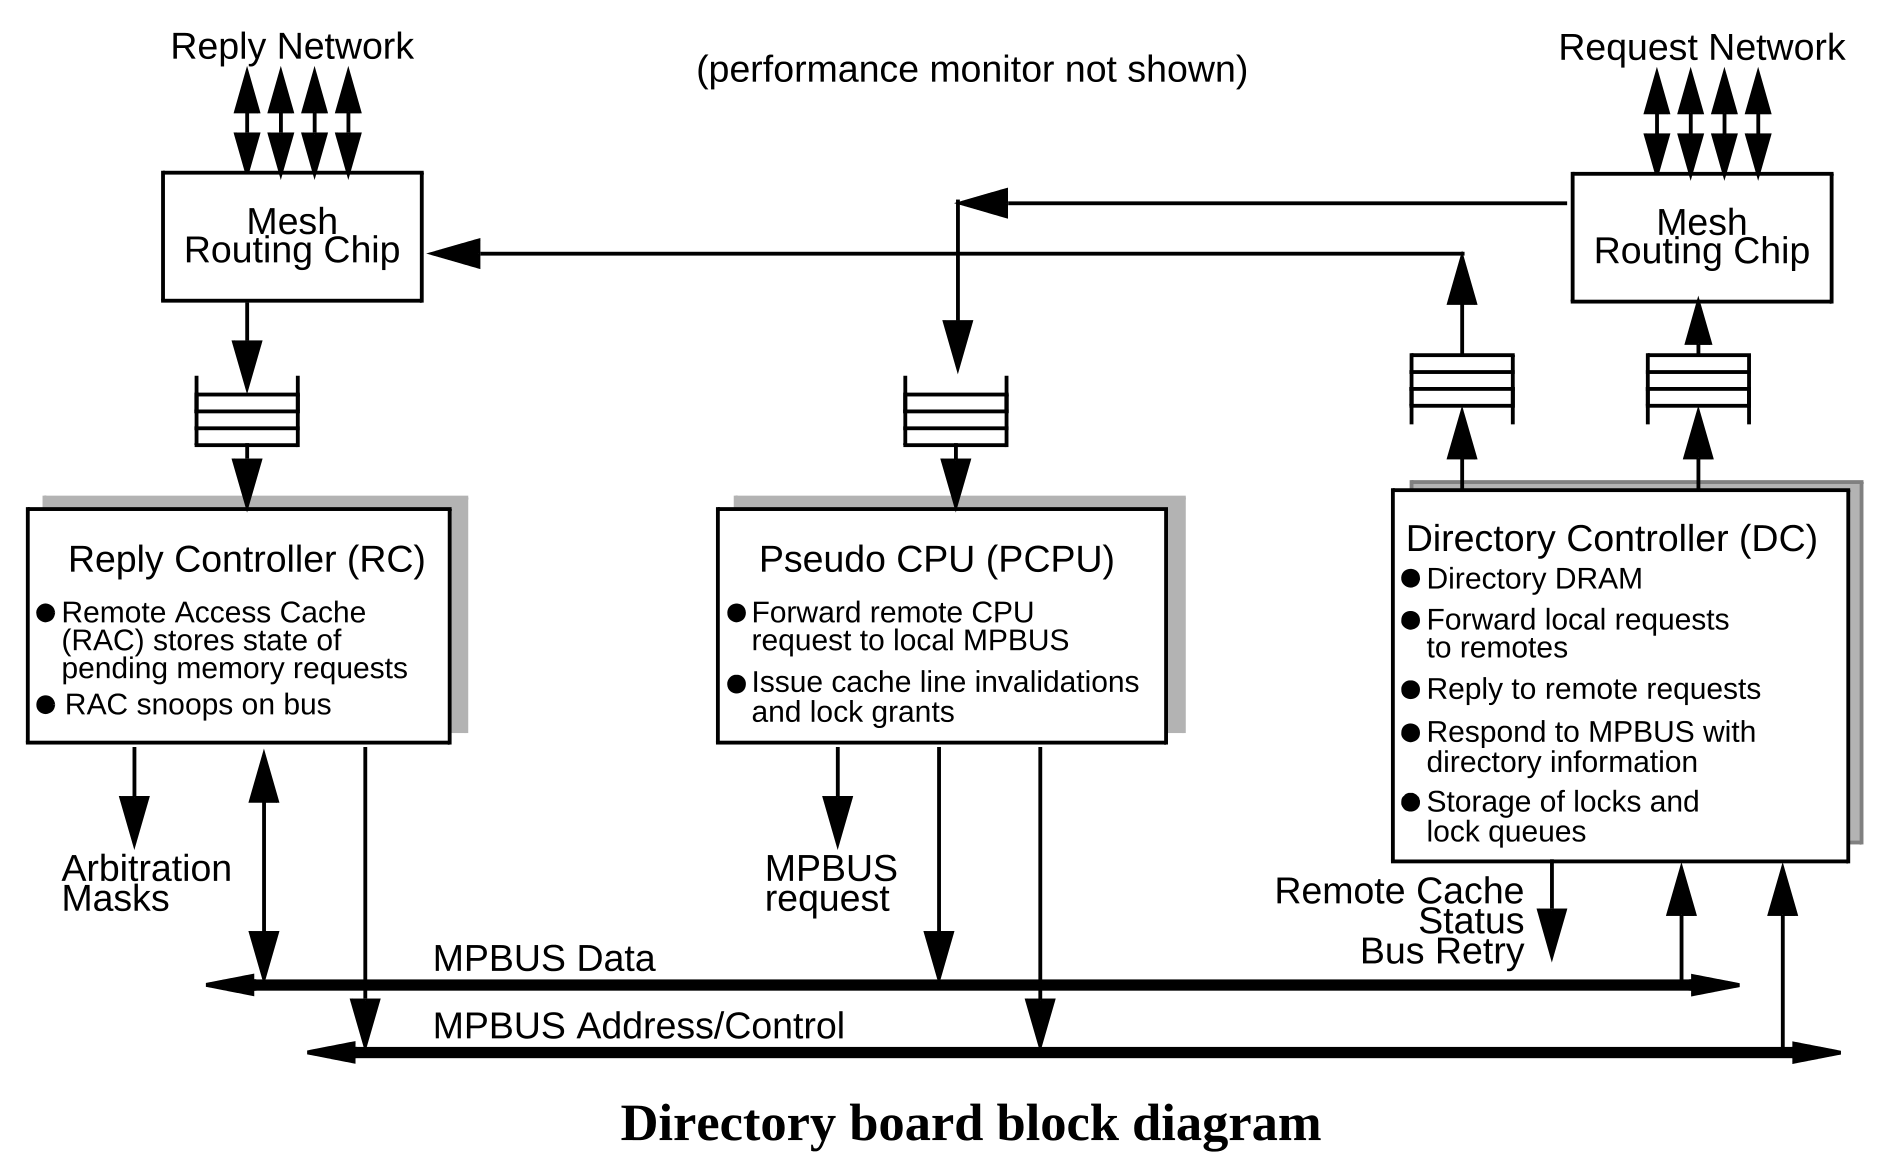 Reply Network
(performance monitor not shown)
Request Network
Mesh
Routing Chip
Mesh
Routing Chip
Reply Controller (RC)
● Remote Access Cache
(RAC) stores state of
pending memory requests
● RAC snoops on bus
Pseudo CPU (PCPU)
● Forward remote CPU
request to local MPBUS
● Issue cache line invalidations
and lock grants
Directory Controller (DC)
● Directory DRAM
● Forward local requests
to remotes
● Reply to remote requests
● Respond to MPBUS with
directory information
● Storage of locks and
lock queues
Arbitration
Masks
MPBUS
request
Remote Cache
Status
Bus Retry
MPBUS Data
MPBUS Address/Control
Directory board block diagram